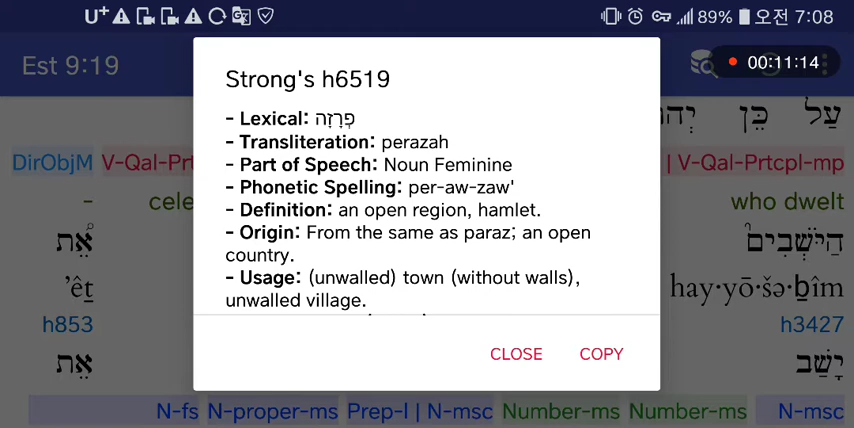 U+ 89% 오전 7:08
Est 9:19
00:11:14
Strong's h6519
- Lexical: פְּרָזָה
- Transliteration: perazah
- Part of Speech: Noun Feminine
- Phonetic Spelling: per-aw-zaw'
- Definition: an open region, hamlet.
- Origin: From the same as paraz; an open
country.
- Usage: (unwalled) town (without walls),
unwalled village.
CLOSE COPY
עַל כֵּן
DirObjM V-Qal-Prt | V-Qal-Prtcpl-mp
- cele who dwelt
אֵ֠ת הַיֹּשְׁבִים֮
’êṯ hay·yō·šə·ḇîm
h853 h3427
אֵת יָשַׁב
N-fs N-proper-ms Prep-l | N-msc Number-ms Number-ms N-msc